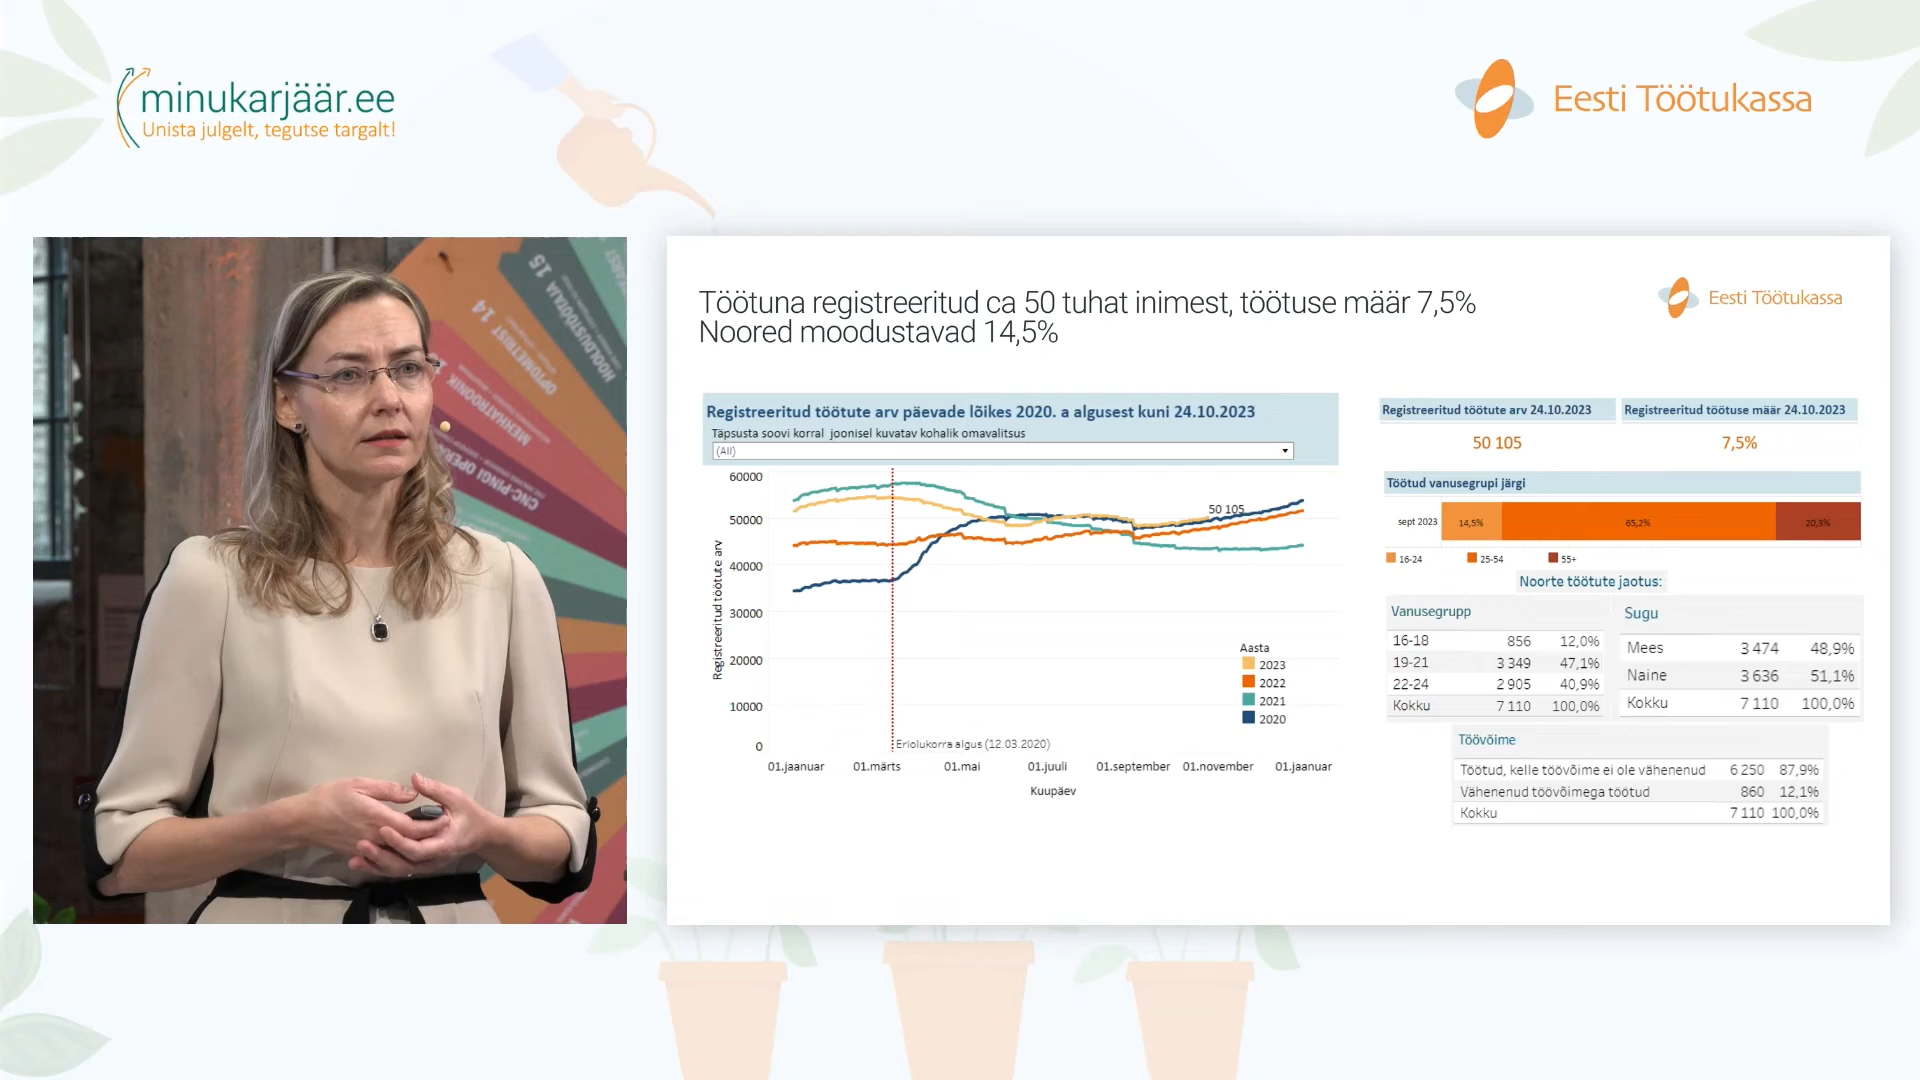 minukarjäär.ee
Unista julgelt, tegutse targalt!
Eesti Töötukassa
HOOLDUSTÖÖTAJA 15
OPTOMETRIST 14
MEHHATROONIK
CNC-PINGI OPER
Töötuna registreeritud ca 50 tuhat inimest, töötuse määr 7,5%
Noored moodustavad 14,5%
Eesti Töötukassa
Registreeritud töötute arv päevade lõikes 2020. a algusest kuni 24.10.2023
Täpsusta soovi korral joonisel kuvatav kohalik omavalitsus
(All)
Registreeritud töötute arv
60000
50000
40000
30000
20000
10000
0
50 105
Eriolukorra algus (12.03.2020)
Aasta
2023
2022
2021
2020
01.jaanuar 01.märts 01.mai 01.juuli 01.september 01.november 01.jaanuar
Kuupäev
Registreeritud töötute arv 24.10.2023
50 105
Registreeritud töötuse määr 24.10.2023
7,5%
Töötud vanusegrupi järgi
sept 2023 14,5% 65,2% 20,3%
16-24 25-54 55+
Noorte töötute jaotus:
Vanusegrupp
16-18 856 12,0%
19-21 3 349 47,1%
22-24 2 905 40,9%
Kokku 7 110 100,0%
Sugu
Mees 3 474 48,9%
Naine 3 636 51,1%
Kokku 7 110 100,0%
Töövõime
Töötud, kelle töövõime ei ole vähenenud 6 250 87,9%
Vähenenud töövõimega töötud 860 12,1%
Kokku 7 110 100,0%